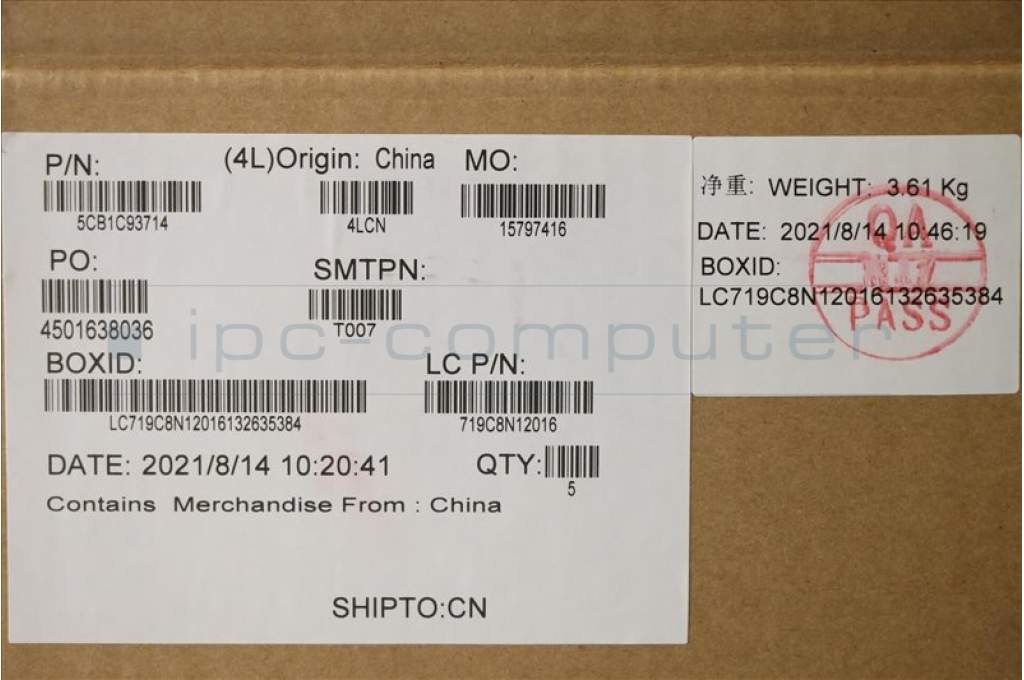 P/N:
5CB1C93714
(4L)Origin: China
4LCN
MO:
15797416
PO:
4501638036
SMTPN:
T007
BOXID:
LC719C8N12016132635384
LC P/N:
719C8N12016
DATE: 2021/8/14 10:20:41
QTY:
5
Contains Merchandise From : China
SHIPTO:CN
净重: WEIGHT: 3.61 Kg
DATE: 2021/8/14 10:46:19
BOXID:
LC719C8N12016132635384
QA
PASS
ipc-computer